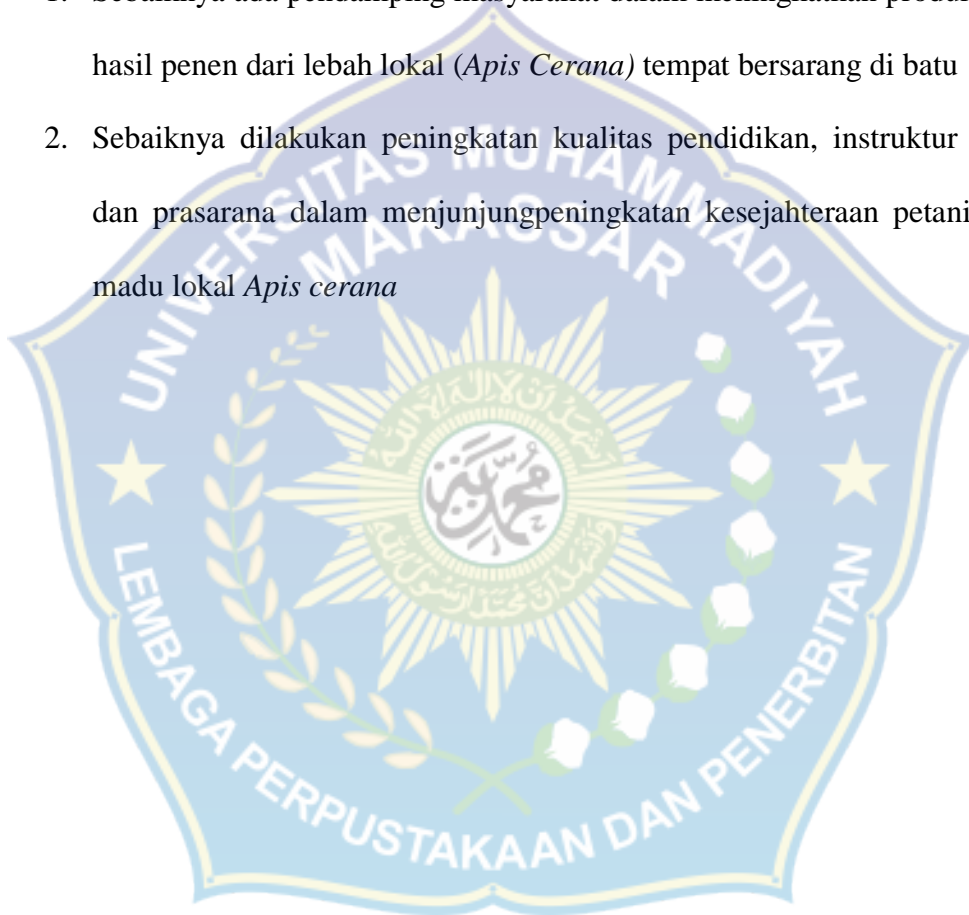 hasil penen dari lebah lokal (Apis Cerana) tempat bersarang di batu
2. Sebaiknya dilakukan peningkatan kualitas pendidikan, instruktur
dan prasarana dalam menjunjungpeningkatan kesejahteraan petani
madu lokal Apis cerana
UNIVERSITAS MUHAMMADIYAH
MAKASSAR
LEMBAGA PERPUSTAKAAN DAN PENERBITAN
محمد